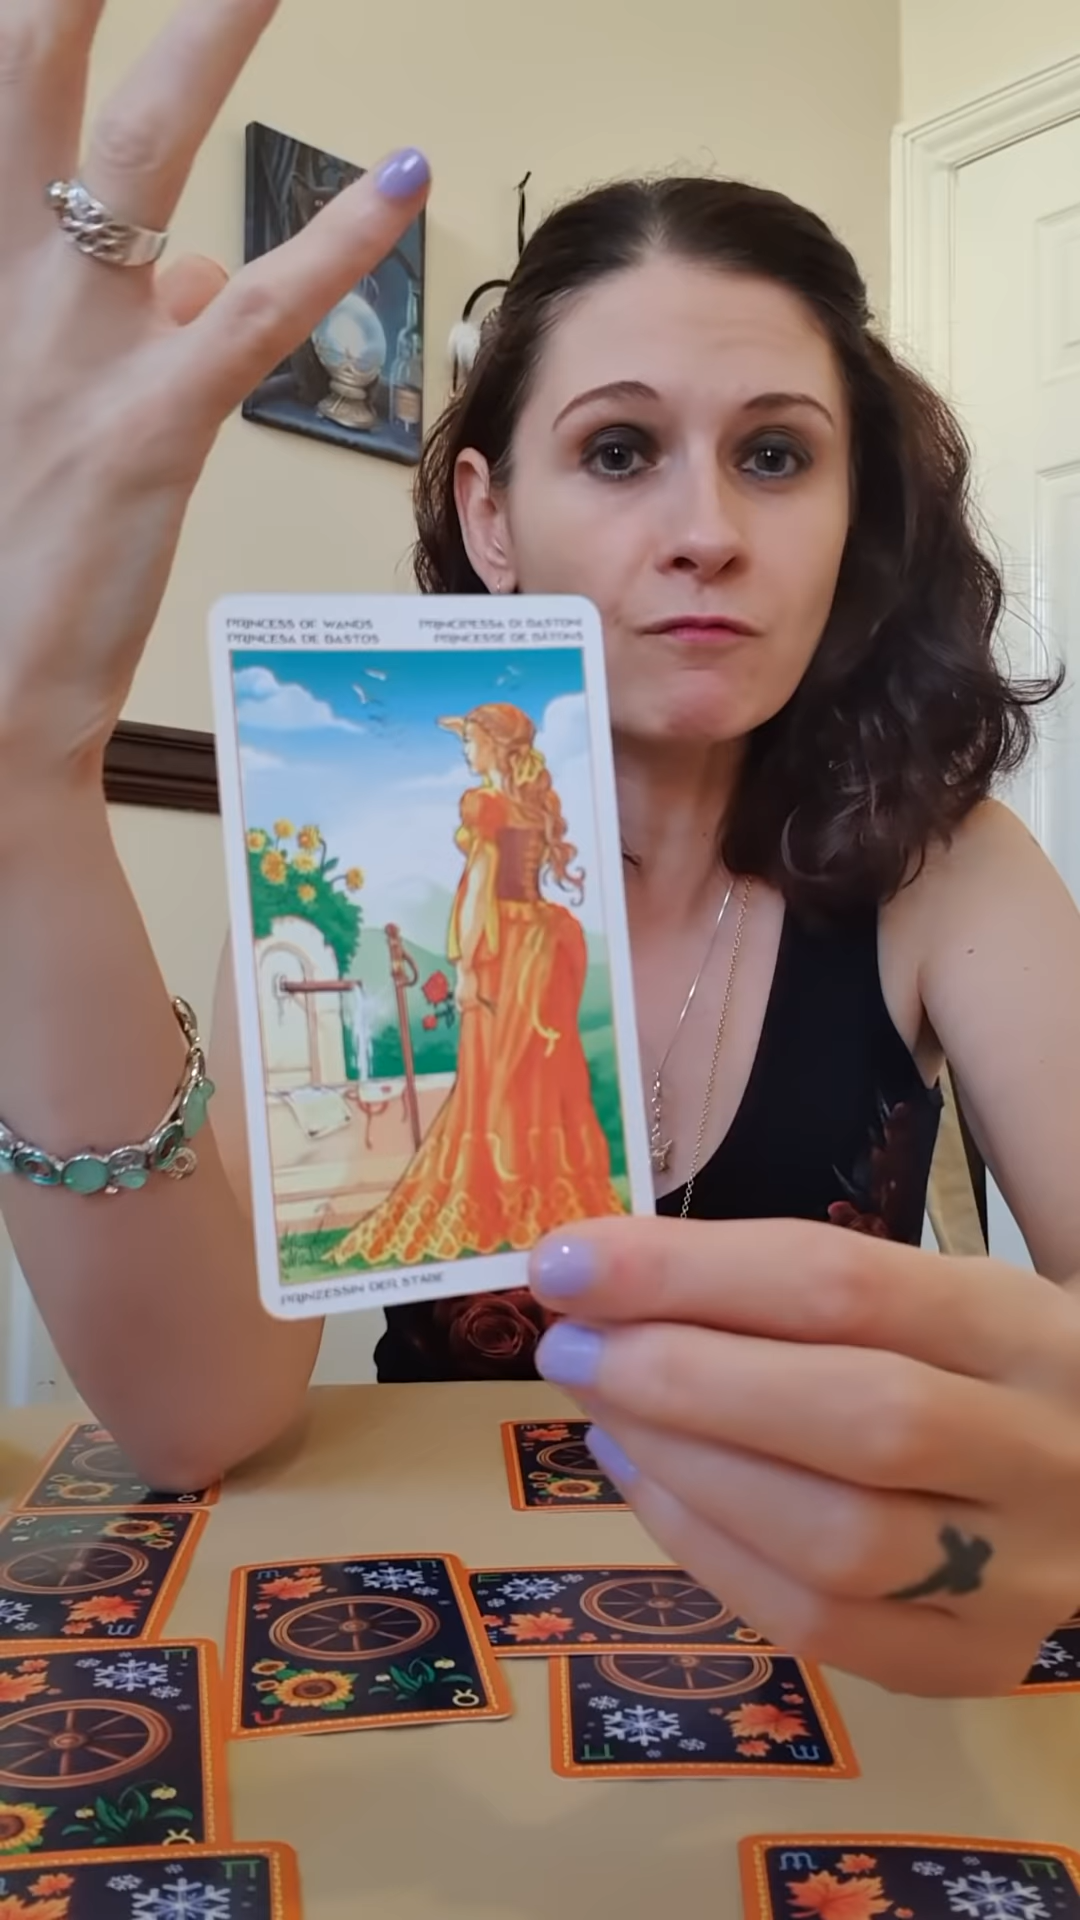 PRINCESS OF WANDS
PRINCESA DE BASTOS
PRINCIPESSA DI BASTONI
PRINCESSE DE BÂTONS
PRINZESSIN DER STÄBE